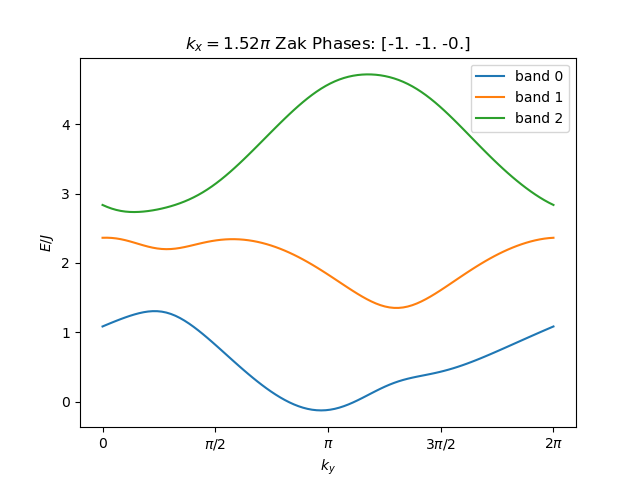 $k_x = 1.52\pi$ Zak Phases: [-1. -1. -0.]
band 0
band 1
band 2
4
3
2
1
0
E/J
0
π/2
π
3π/2
2π
$k_y$